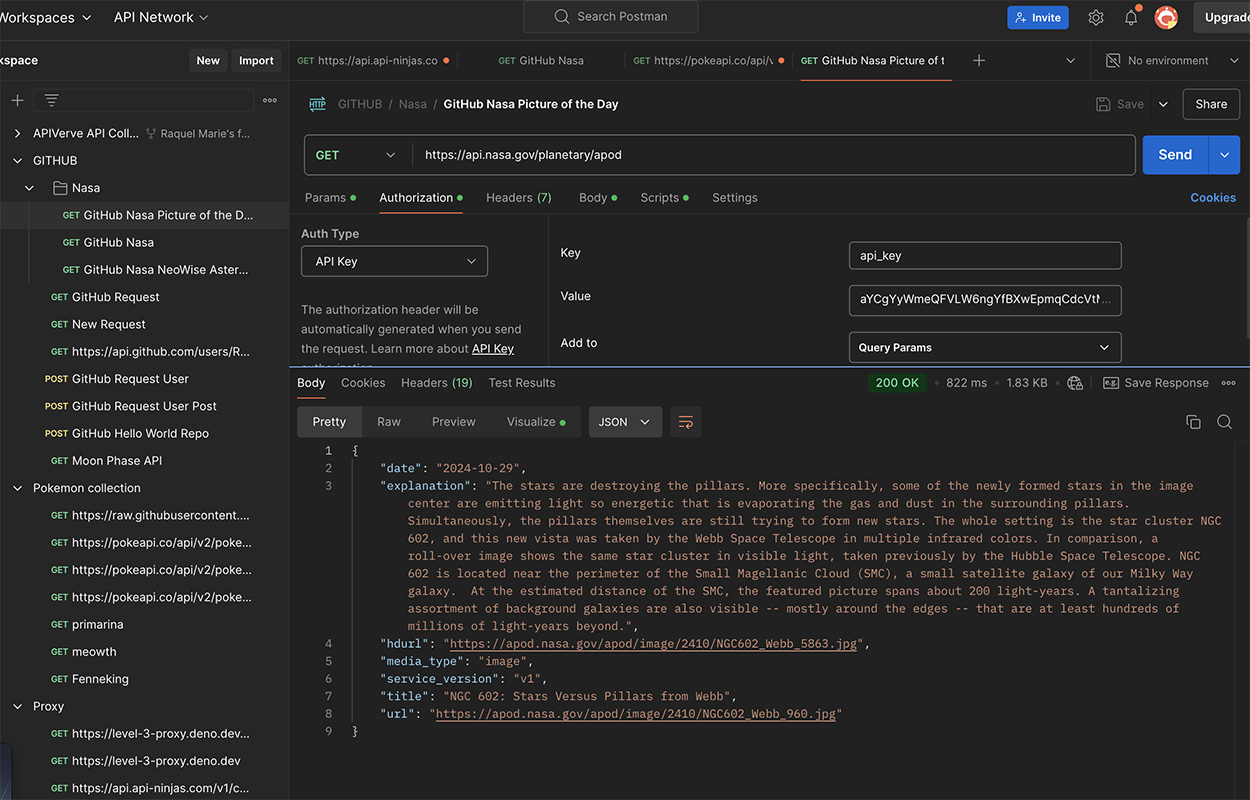 Workspaces API Network Search Postman Invite Upgrade
kspace New Import GET https://api.api-ninjas.co GET GitHub Nasa GET https://pokeapi.co/api/v GET GitHub Nasa Picture of t No environment
GITHUB / Nasa / GitHub Nasa Picture of the Day Save Share
GET https://api.nasa.gov/planetary/apod Send
Params Authorization Headers (7) Body Scripts Settings Cookies
APIVerve API Coll... Raquel Marie's f...
GITHUB
Nasa
GET GitHub Nasa Picture of the D...
GET GitHub Nasa
GET GitHub Nasa NeoWise Aster...
GET GitHub Request
GET New Request
GET https://api.github.com/users/R...
POST GitHub Request User
POST GitHub Request User Post
POST GitHub Hello World Repo
GET Moon Phase API
Pokemon collection
GET https://raw.githubusercontent....
GET https://pokeapi.co/api/v2/poke...
GET https://pokeapi.co/api/v2/poke...
GET https://pokeapi.co/api/v2/poke...
GET primarina
GET meowth
GET Fenneking
Proxy
GET https://level-3-proxy.deno.dev...
GET https://level-3-proxy.deno.dev
GET https://api.api-ninjas.com/v1/c...
Auth Type
API Key
The authorization header will be
automatically generated when you send
the request. Learn more about API Key
authorization.
Key api_key
Value aYCgYyWmeQFVLW6ngYfBXwEpmqCdcVtM...
Add to Query Params
Body Cookies Headers (19) Test Results 200 OK 822 ms 1.83 KB Save Response
Pretty Raw Preview Visualize JSON
1 {
2 "date": "2024-10-29",
3 "explanation": "The stars are destroying the pillars. More specifically, some of the newly formed stars in the image
center are emitting light so energetic that is evaporating the gas and dust in the surrounding pillars.
Simultaneously, the pillars themselves are still trying to form new stars. The whole setting is the star cluster NGC
602, and this new vista was taken by the Webb Space Telescope in multiple infrared colors. In comparison, a
roll-over image shows the same star cluster in visible light, taken previously by the Hubble Space Telescope. NGC
602 is located near the perimeter of the Small Magellanic Cloud (SMC), a small satellite galaxy of our Milky Way
galaxy.  At the estimated distance of the SMC, the featured picture spans about 200 light-years. A tantalizing
assortment of background galaxies are also visible -- mostly around the edges -- that are at least hundreds of
millions of light-years beyond.",
4 "hdurl": "https://apod.nasa.gov/apod/image/2410/NGC602_Webb_5863.jpg",
5 "media_type": "image",
6 "service_version": "v1",
7 "title": "NGC 602: Stars Versus Pillars from Webb",
8 "url": "https://apod.nasa.gov/apod/image/2410/NGC602_Webb_960.jpg"
9 }